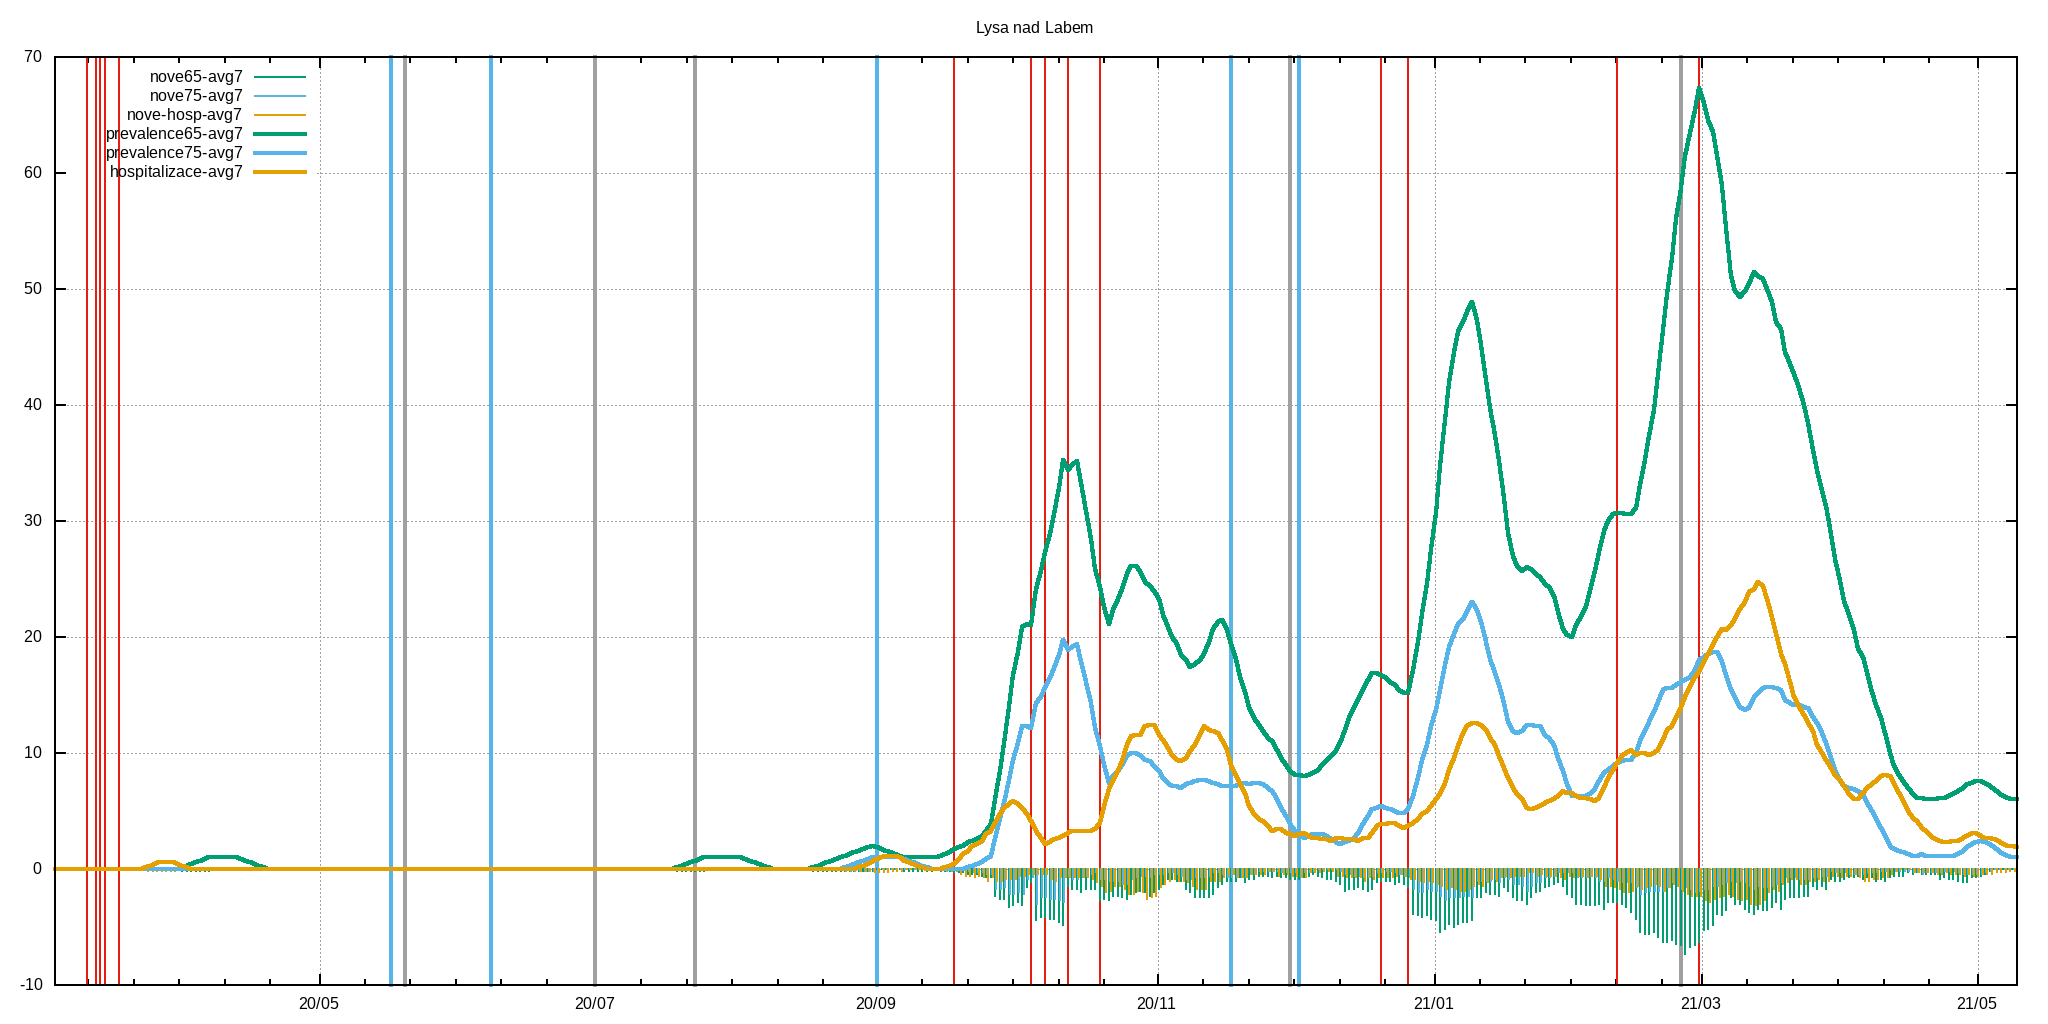 Lysa nad Labem
70
60
50
40
30
20
10
0
-10
nove65-avg7
nove75-avg7
nove-hosp-avg7
prevalence65-avg7
prevalence75-avg7
hospitalizace-avg7
20/05
20/07
20/09
20/11
21/01
21/03
21/05